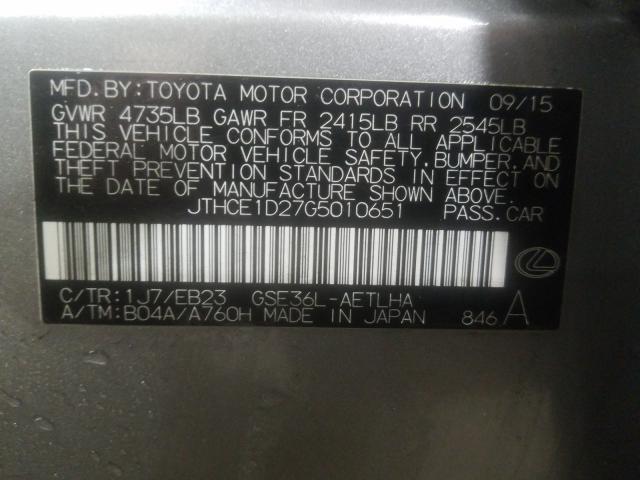 MFD. BY: TOYOTA MOTOR CORPORATION 09/15
GVWR 4735LB GAWR FR 2415LB RR 2545LB
THIS VEHICLE CONFORMS TO ALL APPLICABLE
FEDERAL MOTOR VEHICLE SAFETY, BUMPER, AND
THEFT PREVENTION STANDARDS IN EFFECT ON
THE DATE OF MANUFACTURE SHOWN ABOVE.
JTHCE1D27G5010651 PASS. CAR
C/TR: 1J7/EB23 GSE36L-AETLHA
A/TM: B04A/A760H MADE IN JAPAN 846 A